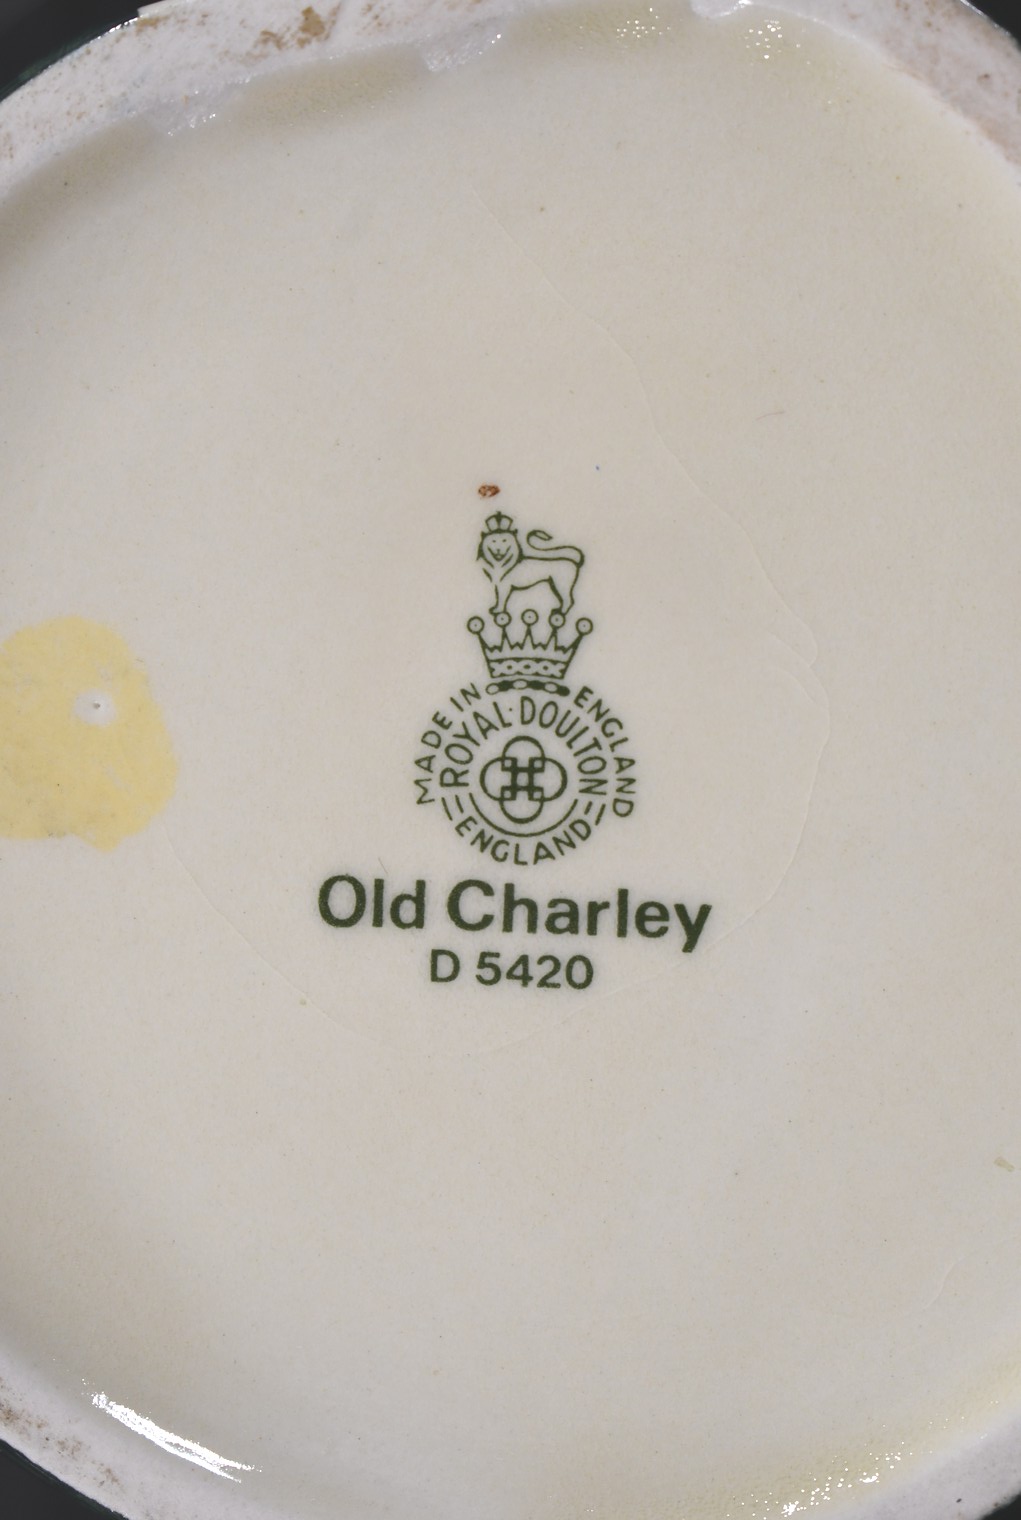 MADE IN ENGLAND
ROYAL·DOULTON
ENGLAND
Old Charley
D 5420